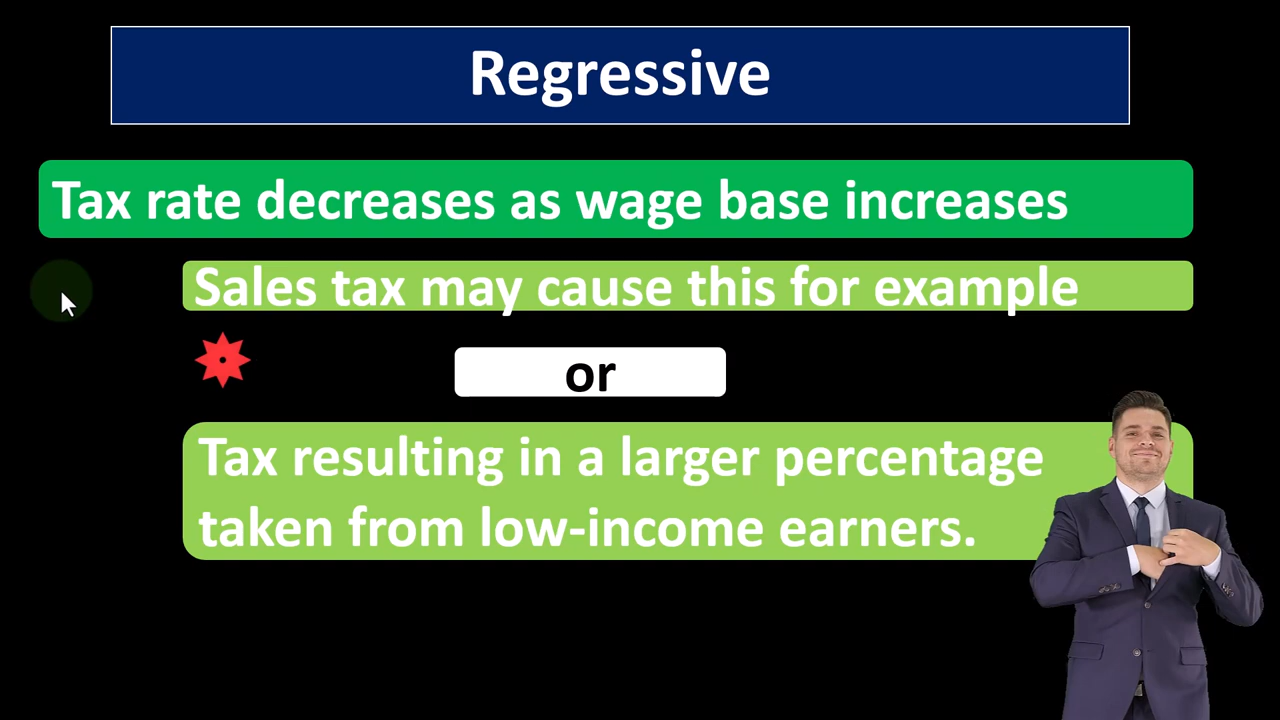 Regressive
Tax rate decreases as wage base increases
Sales tax may cause this for example
or
Tax resulting in a larger percentage
taken from low-income earners.